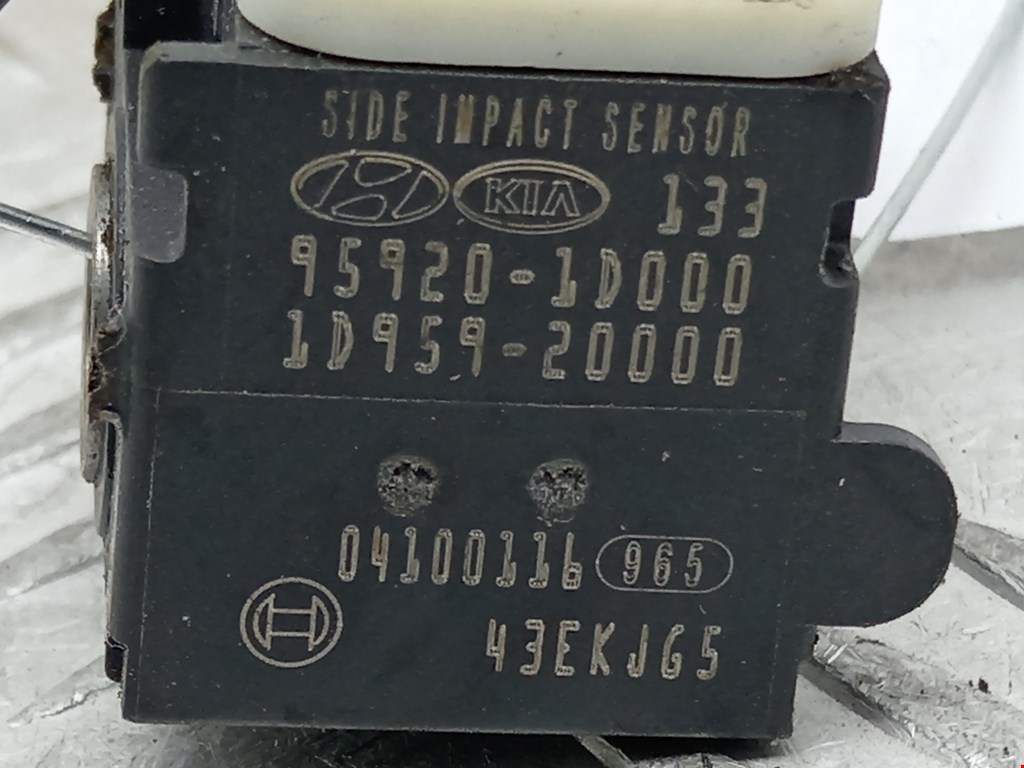 SIDE IMPACT SENSOR
KIA 133
95920-1D000
1D959-20000
04100116 965
43EKJG5